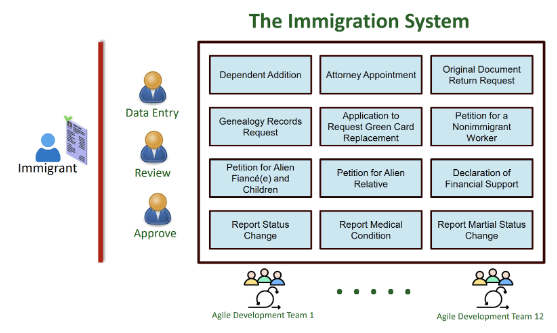 The Immigration System
Immigrant
Data Entry
Review
Approve
Dependent Addition
Attorney Appointment
Original Document
Return Request
Genealogy Records
Request
Application to
Request Green Card
Replacement
Petition for a
Nonimmigrant
Worker
Petition for Alien
Fiancé(e) and
Children
Petition for Alien
Relative
Declaration of
Financial Support
Report Status
Change
Report Medical
Condition
Report Martial Status
Change
Agile Development Team 1
Agile Development Team 12